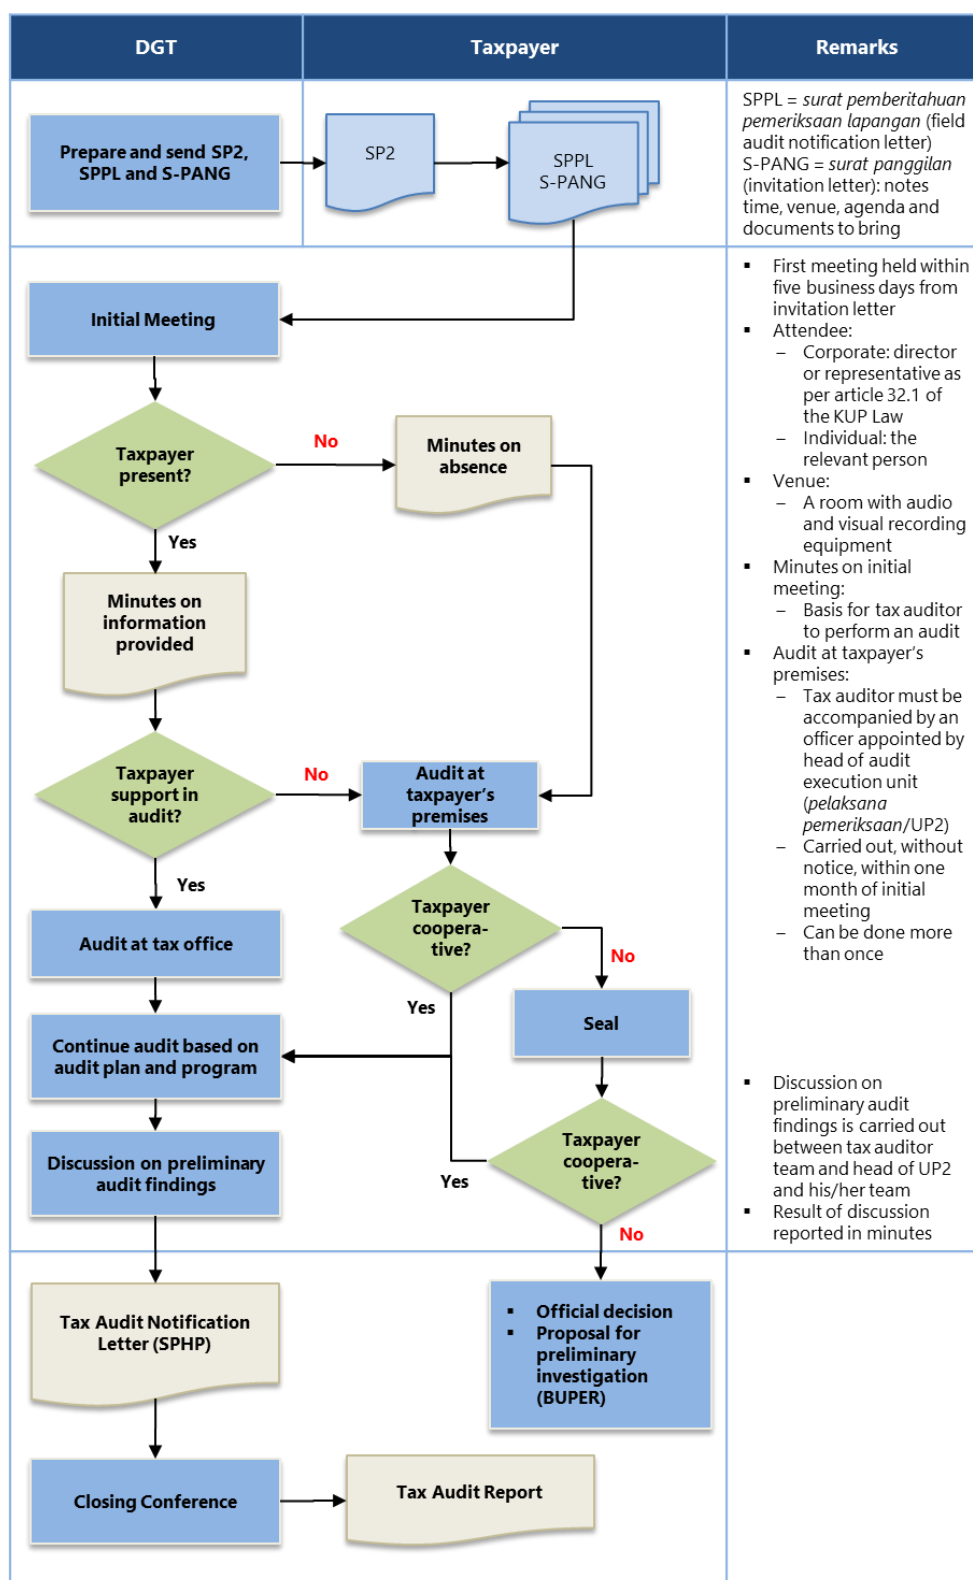 DGT
Taxpayer
Remarks
Prepare and send SP2,
SPPL and S-PANG
SP2
SPPL
S-PANG
SPPL = surat pemberitahuan
pemeriksaan lapangan (field
audit notification letter)
S-PANG = surat panggilan
(invitation letter): notes
time, venue, agenda and
documents to bring
Initial Meeting
Taxpayer
present?
No
Minutes on
absence
Yes
Minutes on
information
provided
Taxpayer
support in
audit?
No
Audit at
taxpayer's
premises
Yes
Audit at tax office
Taxpayer
coopera-
tive?
No
Yes
Seal
Continue audit based on
audit plan and program
Discussion on preliminary
audit findings
Taxpayer
coopera-
tive?
Yes
No
▪ First meeting held within
five business days from
invitation letter
▪ Attendee:
– Corporate: director
or representative as
per article 32.1 of
the KUP Law
– Individual: the
relevant person
▪ Venue:
– A room with audio
and visual recording
equipment
▪ Minutes on initial
meeting:
– Basis for tax auditor
to perform an audit
▪ Audit at taxpayer's
premises:
– Tax auditor must be
accompanied by an
officer appointed by
head of audit
execution unit
(pelaksana
pemeriksaan/UP2)
– Carried out, without
notice, within one
month of initial
meeting
– Can be done more
than once
▪ Discussion on
preliminary audit
findings is carried out
between tax auditor
team and head of UP2
and his/her team
▪ Result of discussion
reported in minutes
Tax Audit Notification
Letter (SPHP)
▪ Official decision
▪ Proposal for
preliminary
investigation
(BUPER)
Closing Conference
Tax Audit Report